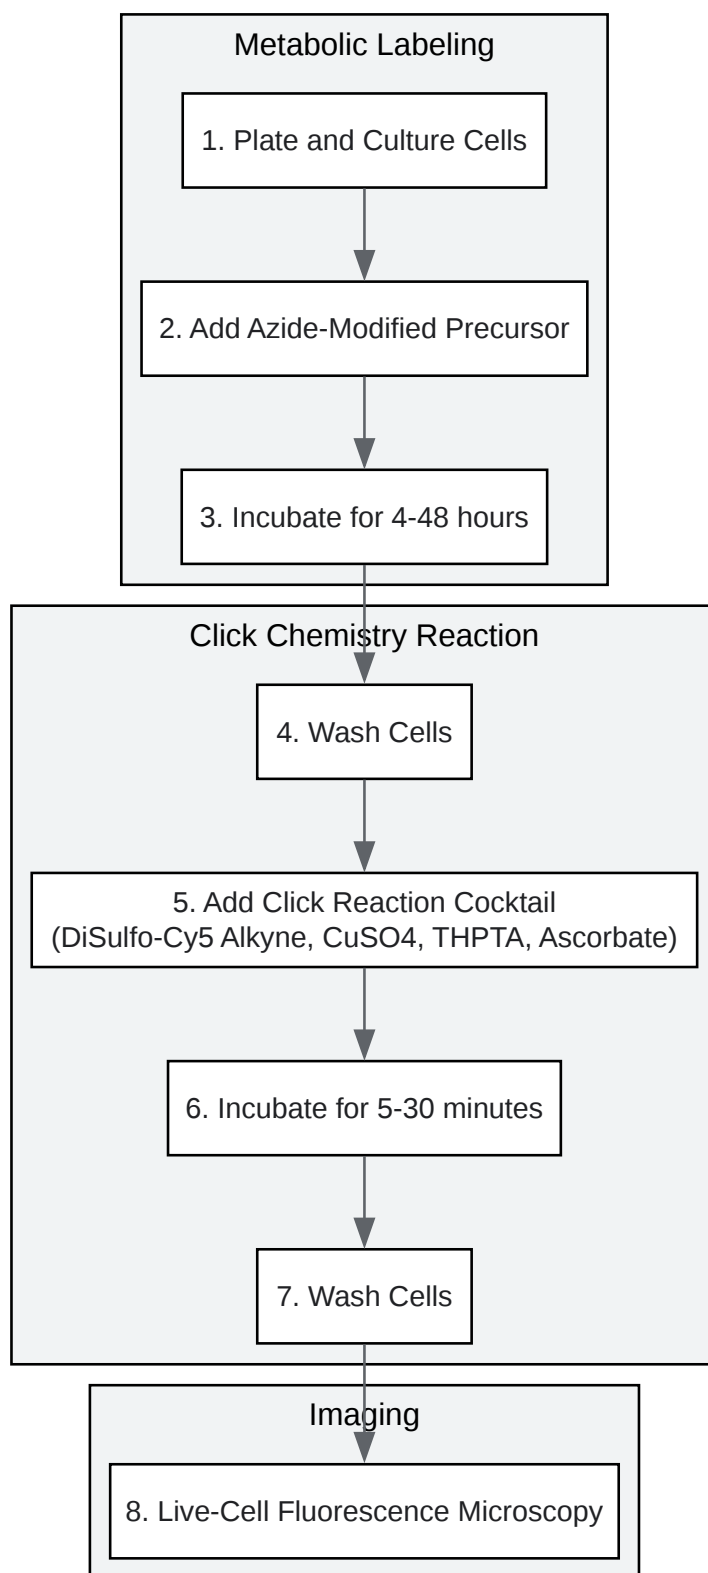 Metabolic Labeling
1. Plate and Culture Cells
2. Add Azide-Modified Precursor
3. Incubate for 4-48 hours
Click Chemistry Reaction
4. Wash Cells
5. Add Click Reaction Cocktail
(DiSulfo-Cy5 Alkyne, CuSO4, THPTA, Ascorbate)
6. Incubate for 5-30 minutes
7. Wash Cells
Imaging
8. Live-Cell Fluorescence Microscopy